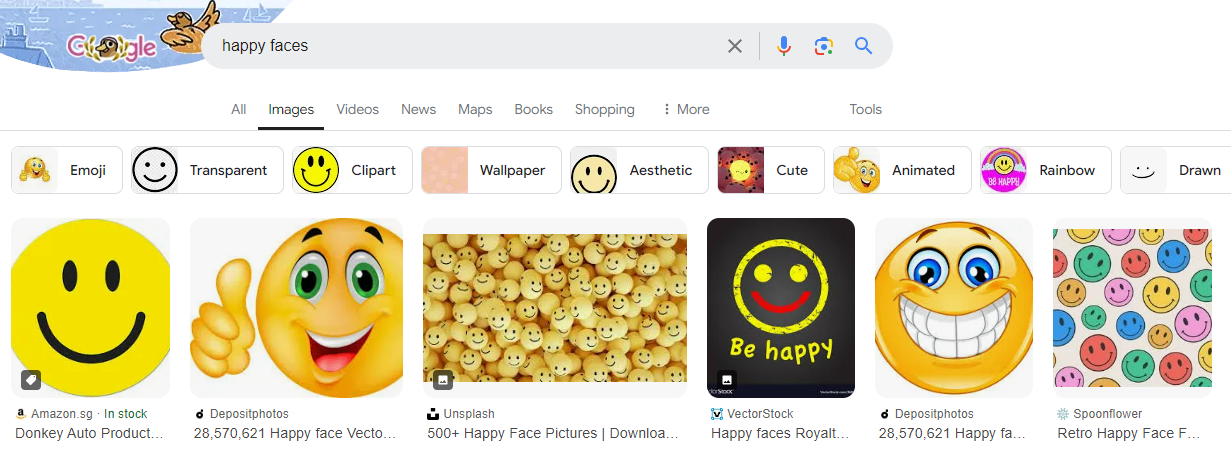 Google
happy faces
All Images Videos News Maps Books Shopping More Tools
Emoji Transparent Clipart Wallpaper Aesthetic Cute Animated BE HAPPY Rainbow Drawn
Be happy
VectorStock
Amazon.sg · In stock
Donkey Auto Product...
Depositphotos
28,570,621 Happy face Vecto...
Unsplash
500+ Happy Face Pictures | Downloa...
VectorStock
Happy faces Royalt...
Depositphotos
28,570,621 Happy fa...
Spoonflower
Retro Happy Face F...